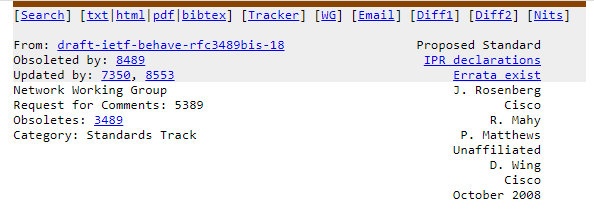 [Search] [txt|html|pdf|bibtex] [Tracker] [WG] [Email] [Diff1] [Diff2] [Nits]
From: draft-ietf-behave-rfc3489bis-18 Proposed Standard
Obsoleted by: 8489 IPR declarations
Updated by: 7350, 8553 Errata exist
Network Working Group J. Rosenberg
Request for Comments: 5389 Cisco
Obsoletes: 3489 R. Mahy
Category: Standards Track P. Matthews
Unaffiliated
D. Wing
Cisco
October 2008